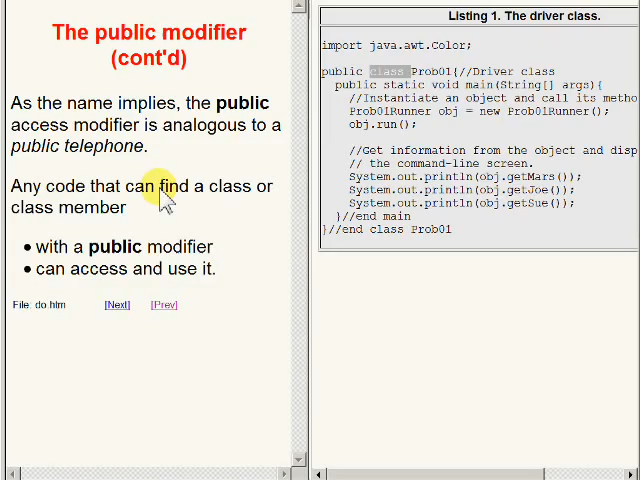 The public modifier
(cont'd)
As the name implies, the public
access modifier is analogous to a
public telephone.
Any code that can find a class or
class member
• with a public modifier
• can access and use it.
File: do.htm [Next] [Prev]
Listing 1. The driver class.
import java.awt.Color;
public class Prob01{//Driver class
public static void main(String[] args){
//Instantiate an object and call its metho
Prob01Runner obj = new Prob01Runner();
obj.run();
//Get information from the object and disp
// the command-line screen.
System.out.println(obj.getMars());
System.out.println(obj.getJoe());
System.out.println(obj.getSue());
}//end main
}//end class Prob01